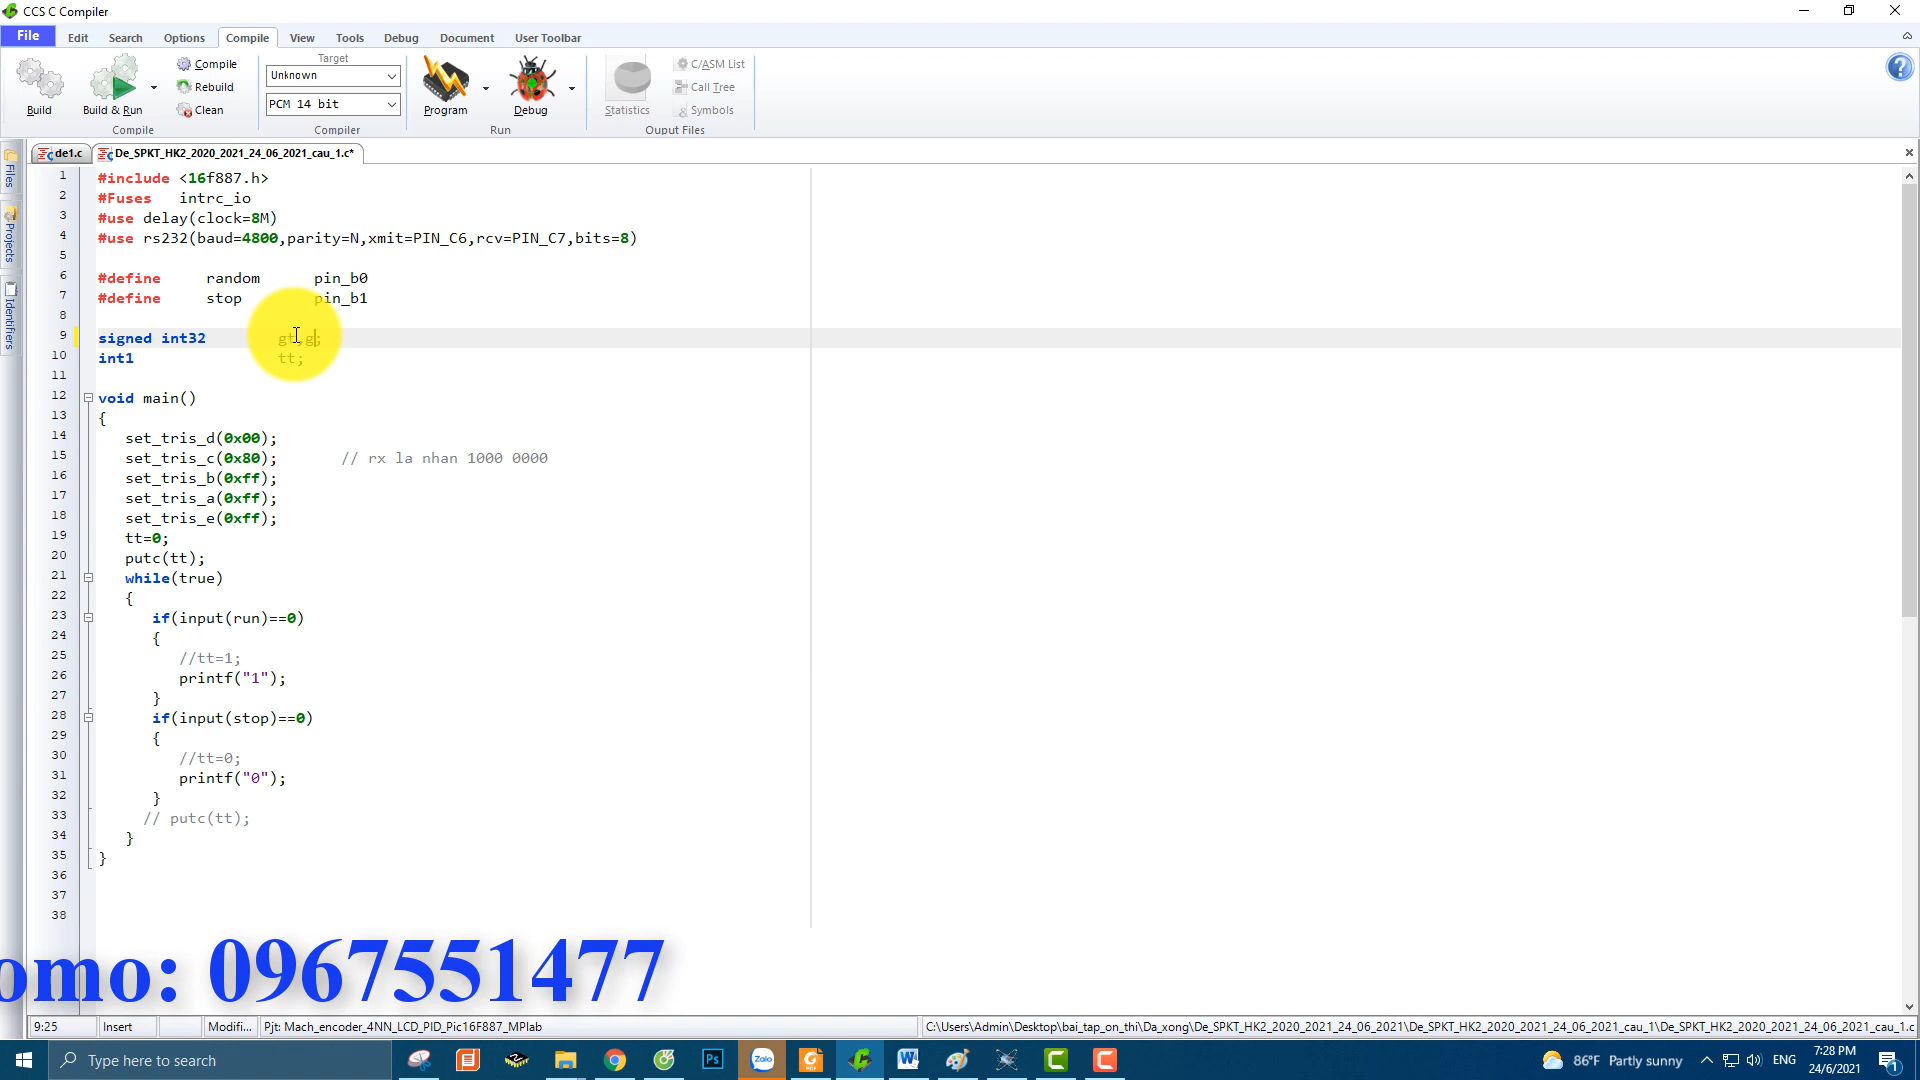 CCS C Compiler
File Edit Search Options Compile View Tools Debug Document User Toolbar
Build
Build & Run
Compile
Rebuild
Clean
Compile
Target
Unknown
PCM 14 bit
Compiler
Program
Debug
Run
Statistics
C/ASM List
Call Tree
Symbols
Ouput Files
Files
Projects
Identifiers
de1.c
De_SPKT_HK2_2020_2021_24_06_2021_cau_1.c*
1 #include <16f887.h>
2 #Fuses intrc_io
3 #use delay(clock=8M)
4 #use rs232(baud=4800,parity=N,xmit=PIN_C6,rcv=PIN_C7,bits=8)
5
6 #define random pin_b0
7 #define stop pin_b1
8
9 signed int32 gt,g;
10 int1 tt;
11
12 void main()
13 {
14 set_tris_d(0x00);
15 set_tris_c(0x80); // rx la nhan 1000 0000
16 set_tris_b(0xff);
17 set_tris_a(0xff);
18 set_tris_e(0xff);
19 tt=0;
20 putc(tt);
21 while(true)
22 {
23 if(input(run)==0)
24 {
25 //tt=1;
26 printf("1");
27 }
28 if(input(stop)==0)
29 {
30 //tt=0;
31 printf("0");
32 }
33 // putc(tt);
34 }
35 }
36
37
38
omo: 0967551477
9:25 Insert Modifi... Pjt: Mach_encoder_4NN_LCD_PID_Pic16F887_MPlab C:\Users\Admin\Desktop\bai_tap_on_thi\Da_xong\De_SPKT_HK2_2020_2021_24_06_2021\De_SPKT_HK2_2020_2021_24_06_2021_cau_1\De_SPKT_HK2_2020_2021_24_06_2021_cau_1.c
Type here to search
Ps
Zalo
86°F Partly sunny
ENG
7:28 PM
24/6/2021
1